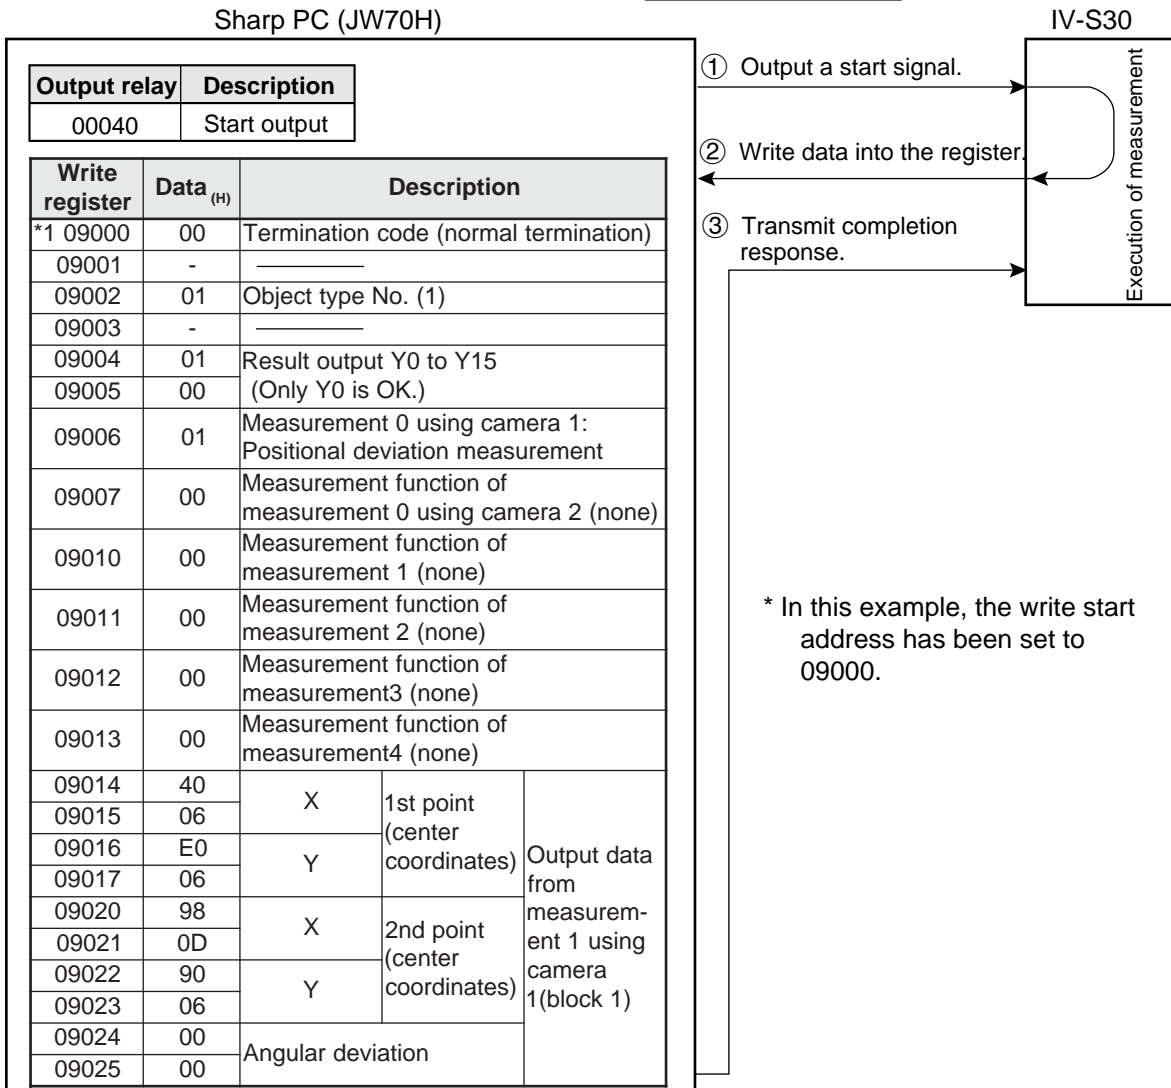 Sharp PC (JW70H)
IV-S30
Output relay Description
00040 Start output
Write register Data (H) Description
*1 09000 00 Termination code (normal termination)
09001 -
09002 01 Object type No. (1)
09003 -
09004 01 Result output Y0 to Y15
09005 00 (Only Y0 is OK.)
09006 01 Measurement 0 using camera 1:
Positional deviation measurement
09007 00 Measurement function of
measurement 0 using camera 2 (none)
09010 00 Measurement function of
measurement 1 (none)
09011 00 Measurement function of
measurement 2 (none)
09012 00 Measurement function of
measurement3 (none)
09013 00 Measurement function of
measurement4 (none)
09014 40
09015 06
X
09016 E0
09017 06
Y
1st point
(center
coordinates)
09020 98
09021 0D
X
09022 90
09023 06
Y
2nd point
(center
coordinates)
09024 00
09025 00
Angular deviation
Output data
from
measurem-
ent 1 using
camera
1(block 1)
① Output a start signal.
② Write data into the register.
③ Transmit completion
response.
Execution of measurement
* In this example, the write start
address has been set to
09000.